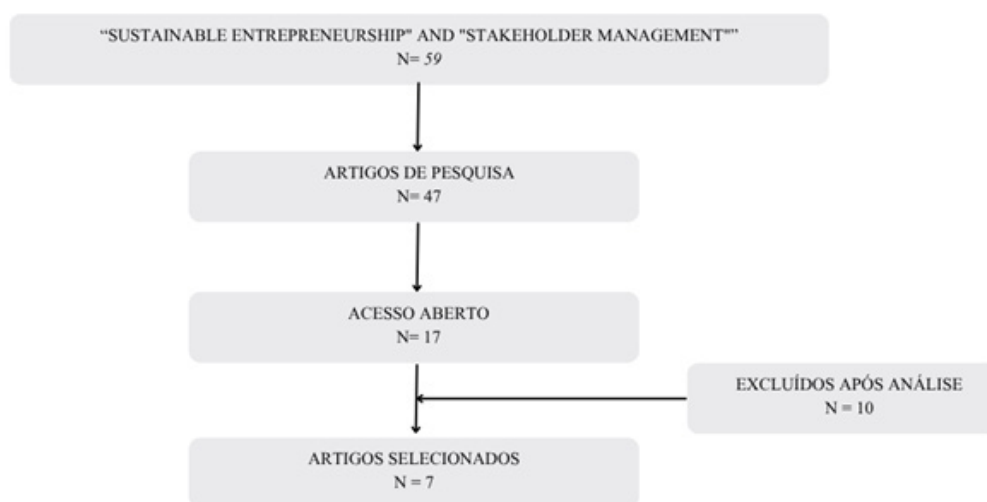 “SUSTAINABLE ENTREPRENEURSHIP" AND "STAKEHOLDER MANAGEMENT"”
N= 59
ARTIGOS DE PESQUISA
N= 47
ACESSO ABERTO
N= 17
EXCLUÍDOS APÓS ANÁLISE
N = 10
ARTIGOS SELECIONADOS
N = 7